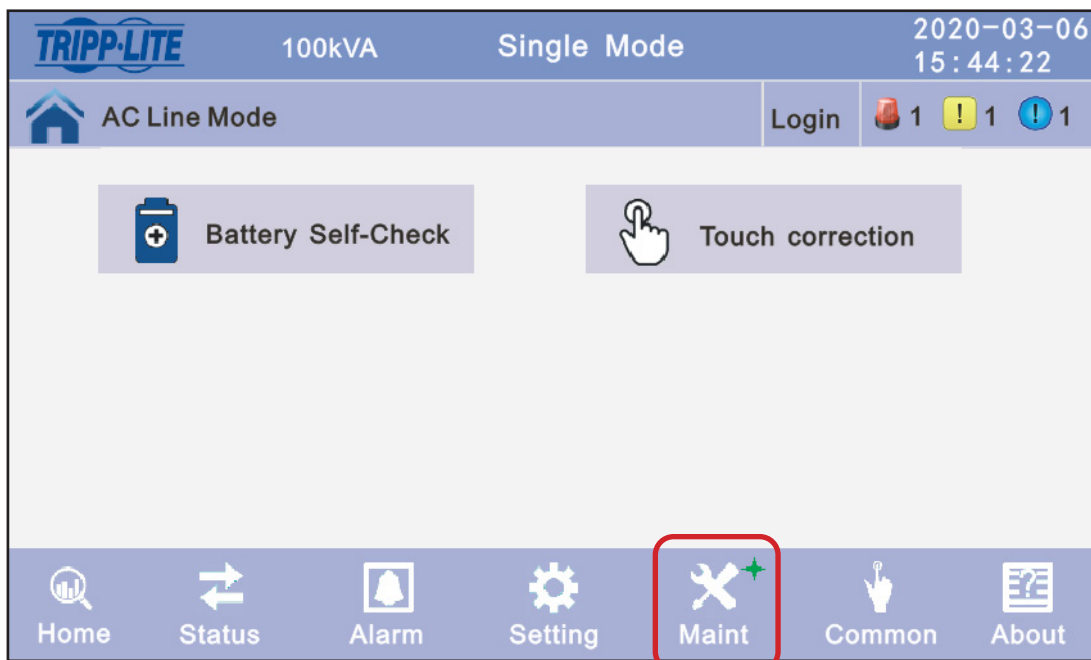 TRIPP·LITE 100kVA Single Mode 2020-03-06
15:44:22
AC Line Mode Login 1 ! 1 ! 1
Battery Self-Check Touch correction
Home Status Alarm Setting Maint Common About